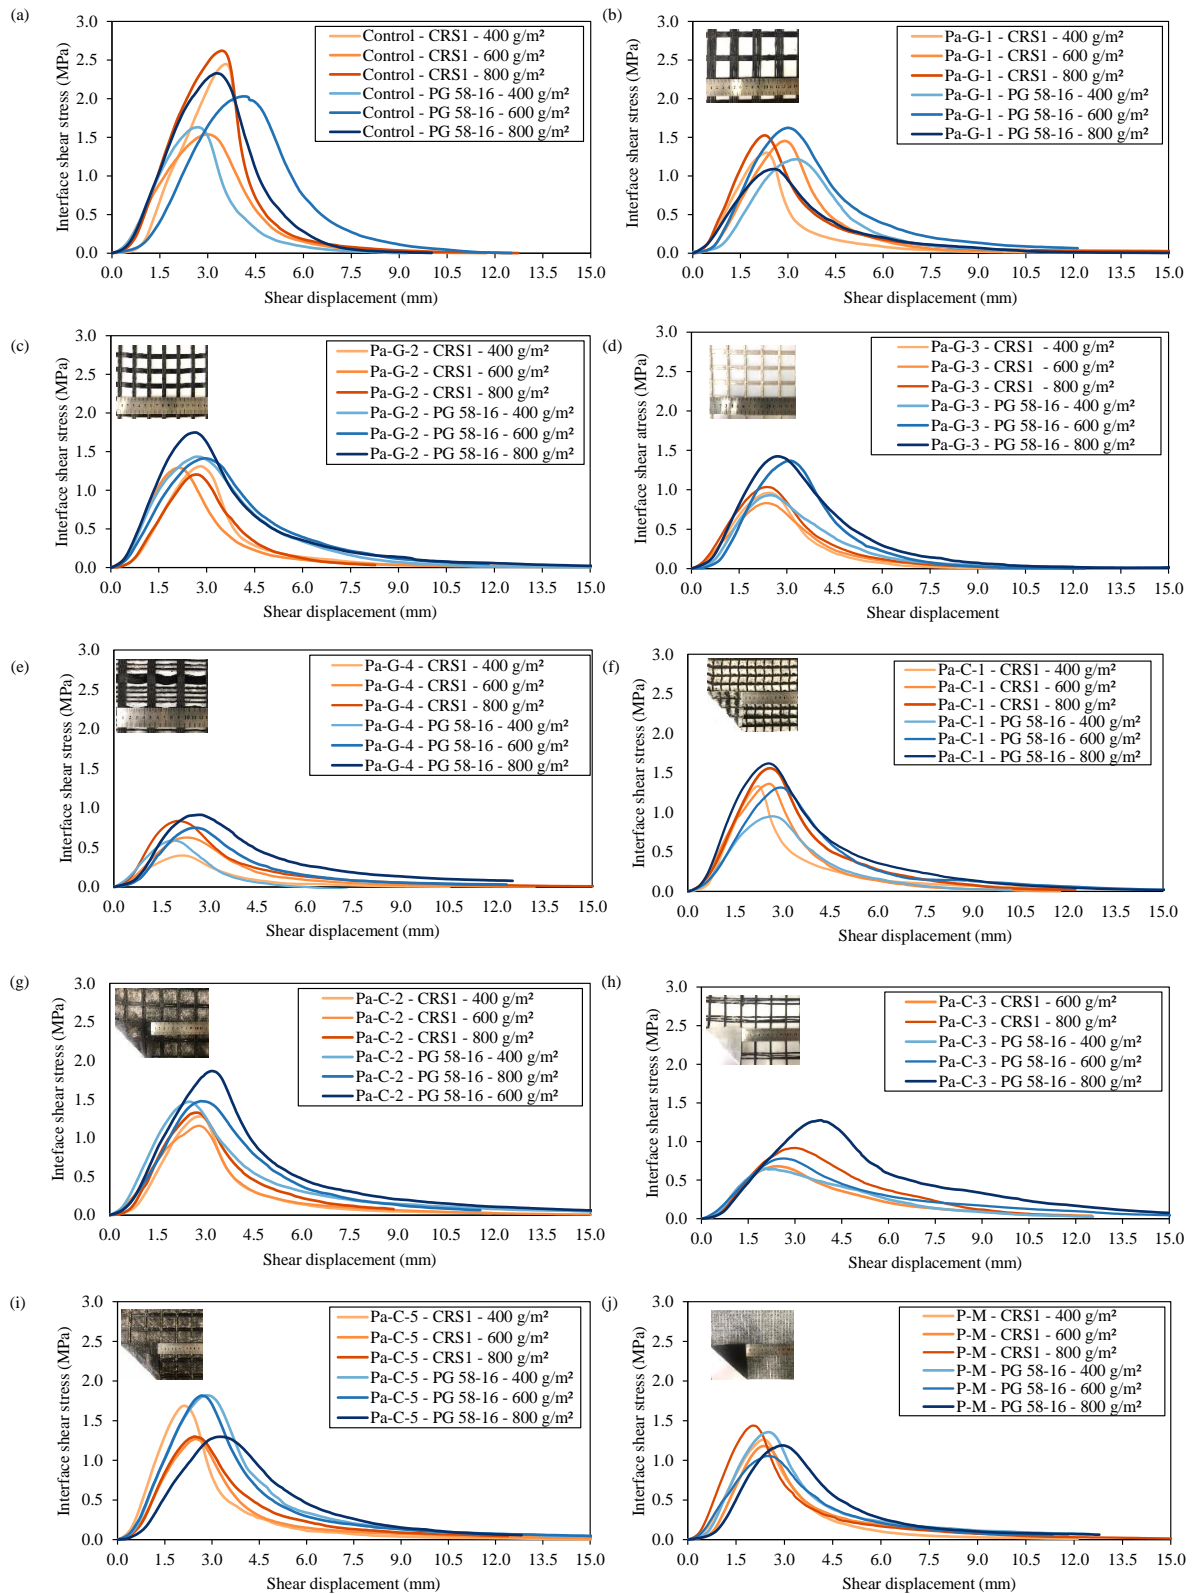 (a)
Interface shear stress (MPa)
3.0
2.5
2.0
1.5
1.0
0.5
0.0
Control - CRS1 - 400 g/m²
Control - CRS1 - 600 g/m²
Control - CRS1 - 800 g/m²
Control - PG 58-16 - 400 g/m²
Control - PG 58-16 - 600 g/m²
Control - PG 58-16 - 800 g/m²
0.0 1.5 3.0 4.5 6.0 7.5 9.0 10.5 12.0 13.5 15.0
Shear displacement (mm)
(b)
Interface shear stress (MPa)
3.0
2.5
2.0
1.5
1.0
0.5
0.0
Pa-G-1 - CRS1 - 400 g/m²
Pa-G-1 - CRS1 - 600 g/m²
Pa-G-1 - CRS1 - 800 g/m²
Pa-G-1 - PG 58-16 - 400 g/m²
Pa-G-1 - PG 58-16 - 600 g/m²
Pa-G-1 - PG 58-16 - 800 g/m²
0.0 1.5 3.0 4.5 6.0 7.5 9.0 10.5 12.0 13.5 15.0
Shear displacement (mm)
(c)
Interface shear stress (MPa)
3.0
2.5
2.0
1.5
1.0
0.5
0.0
Pa-G-2 - CRS1 - 400 g/m²
Pa-G-2 - CRS1 - 600 g/m²
Pa-G-2 - CRS1 - 800 g/m²
Pa-G-2 - PG 58-16 - 400 g/m²
Pa-G-2 - PG 58-16 - 600 g/m²
Pa-G-2 - PG 58-16 - 800 g/m²
0.0 1.5 3.0 4.5 6.0 7.5 9.0 10.5 12.0 13.5 15.0
Shear displacement (mm)
(d)
Interface shear atress (MPa)
3.0
2.5
2.0
1.5
1.0
0.5
0.0
Pa-G-3 - CRS1 - 400 g/m²
Pa-G-3 - CRS1 - 600 g/m²
Pa-G-3 - CRS1 - 800 g/m²
Pa-G-3 - PG 58-16 - 400 g/m²
Pa-G-3 - PG 58-16 - 600 g/m²
Pa-G-3 - PG 58-16 - 800 g/m²
0.0 1.5 3.0 4.5 6.0 7.5 9.0 10.5 12.0 13.5 15.0
Shear displacement
(e)
Interface shear stress (MPa)
3.0
2.5
2.0
1.5
1.0
0.5
0.0
Pa-G-4 - CRS1 - 400 g/m²
Pa-G-4 - CRS1 - 600 g/m²
Pa-G-4 - CRS1 - 800 g/m²
Pa-G-4 - PG 58-16 - 400 g/m²
Pa-G-4 - PG 58-16 - 600 g/m²
Pa-G-4 - PG 58-16 - 800 g/m²
0.0 1.5 3.0 4.5 6.0 7.5 9.0 10.5 12.0 13.5 15.0
Shear displacement (mm)
(f)
Interface shear stress (MPa)
3.0
2.5
2.0
1.5
1.0
0.5
0.0
Pa-C-1 - CRS1 - 400 g/m²
Pa-C-1 - CRS1 - 600 g/m²
Pa-C-1 - CRS1 - 800 g/m²
Pa-C-1 - PG 58-16 - 400 g/m²
Pa-C-1 - PG 58-16 - 600 g/m²
Pa-C-1 - PG 58-16 - 800 g/m²
0.0 1.5 3.0 4.5 6.0 7.5 9.0 10.5 12.0 13.5 15.0
Shear displacement (mm)
(g)
Inteface shear stress (MPa)
3.0
2.5
2.0
1.5
1.0
0.5
0.0
Pa-C-2 - CRS1 - 400 g/m²
Pa-C-2 - CRS1 - 600 g/m²
Pa-C-2 - CRS1 - 800 g/m²
Pa-C-2 - PG 58-16 - 400 g/m²
Pa-C-2 - PG 58-16 - 800 g/m²
Pa-C-2 - PG 58-16 - 600 g/m²
0.0 1.5 3.0 4.5 6.0 7.5 9.0 10.5 12.0 13.5 15.0
Shear displacement (mm)
(h)
Interface shear stress (MPa)
3.0
2.5
2.0
1.5
1.0
0.5
0.0
Pa-C-3 - CRS1 - 600 g/m²
Pa-C-3 - CRS1 - 800 g/m²
Pa-C-3 - PG 58-16 - 400 g/m²
Pa-C-3 - PG 58-16 - 600 g/m²
Pa-C-3 - PG 58-16 - 800 g/m²
0.0 1.5 3.0 4.5 6.0 7.5 9.0 10.5 12.0 13.5 15.0
Shear displacement (mm)
(i)
Interface shear stress (MPa)
3.0
2.5
2.0
1.5
1.0
0.5
0.0
Pa-C-5 - CRS1 - 400 g/m²
Pa-C-5 - CRS1 - 600 g/m²
Pa-C-5 - CRS1 - 800 g/m²
Pa-C-5 - PG 58-16 - 400 g/m²
Pa-C-5 - PG 58-16 - 600 g/m²
Pa-C-5 - PG 58-16 - 800 g/m²
0.0 1.5 3.0 4.5 6.0 7.5 9.0 10.5 12.0 13.5 15.0
Shear displacement (mm)
(j)
Interface shear stress (MPa)
3.0
2.5
2.0
1.5
1.0
0.5
0.0
P-M - CRS1 - 400 g/m²
P-M - CRS1 - 600 g/m²
P-M - CRS1 - 800 g/m²
P-M - PG 58-16 - 400 g/m²
P-M - PG 58-16 - 600 g/m²
P-M - PG 58-16 - 800 g/m²
0.0 1.5 3.0 4.5 6.0 7.5 9.0 10.5 12.0 13.5 15.0
Shear displacement (mm)